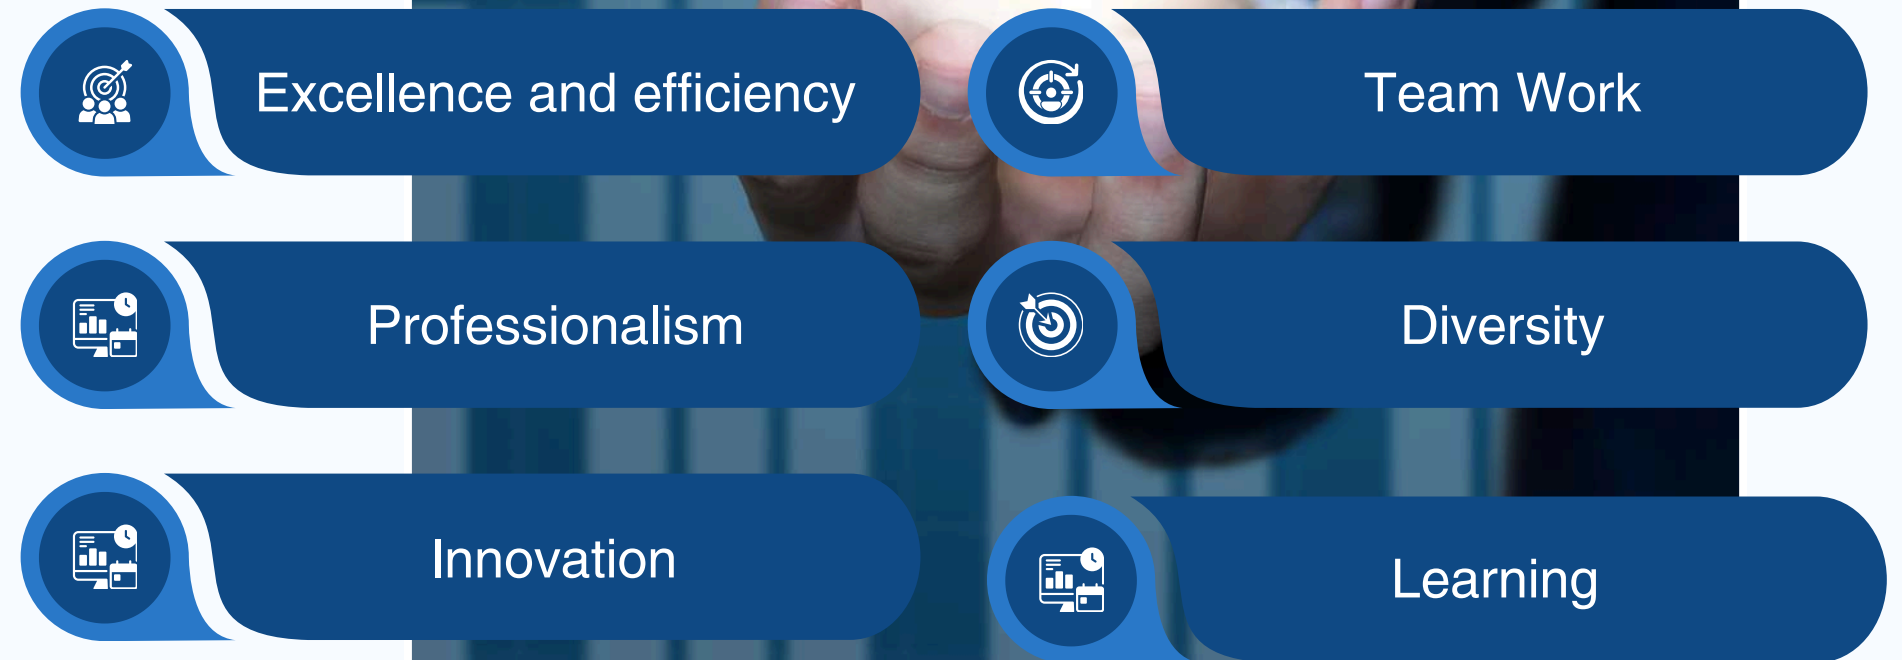 Excellence and efficiency
Team Work
Professionalism
Diversity
Innovation
Learning